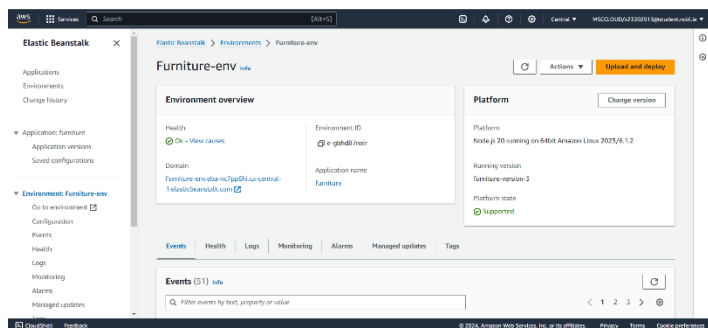 aws Services Search [Alt+S] Central ▼
Elastic Beanstalk ×
Elastic Beanstalk > Environments > Furniture-env
Furniture-env Info
Actions ▼ Upload and deploy
Applications
Environments
Change history
Application: furniture
Application versions
Saved configurations
Environment: Furniture-env
Go to environment
Configuration
Events
Health
Logs
Monitoring
Alarms
Managed updates
Environment overview
Health
Ok - View causes
Environment ID
Domain
Application name
furniture
1.elasticbeanstalk.com
Platform
Change version
Platform
Node.js 20 running on 64bit Amazon Linux 2023/6.1.2
Running version
furniture-version-3
Platform state
Supported
Events Health Logs Monitoring Alarms Managed updates Tags
Events (51) Info
Filter events by text, property or value
< 1 2 3 >
CloudShell Feedback © 2024, Amazon Web Services, Inc. or its affiliates. Privacy Terms Cookie preferences